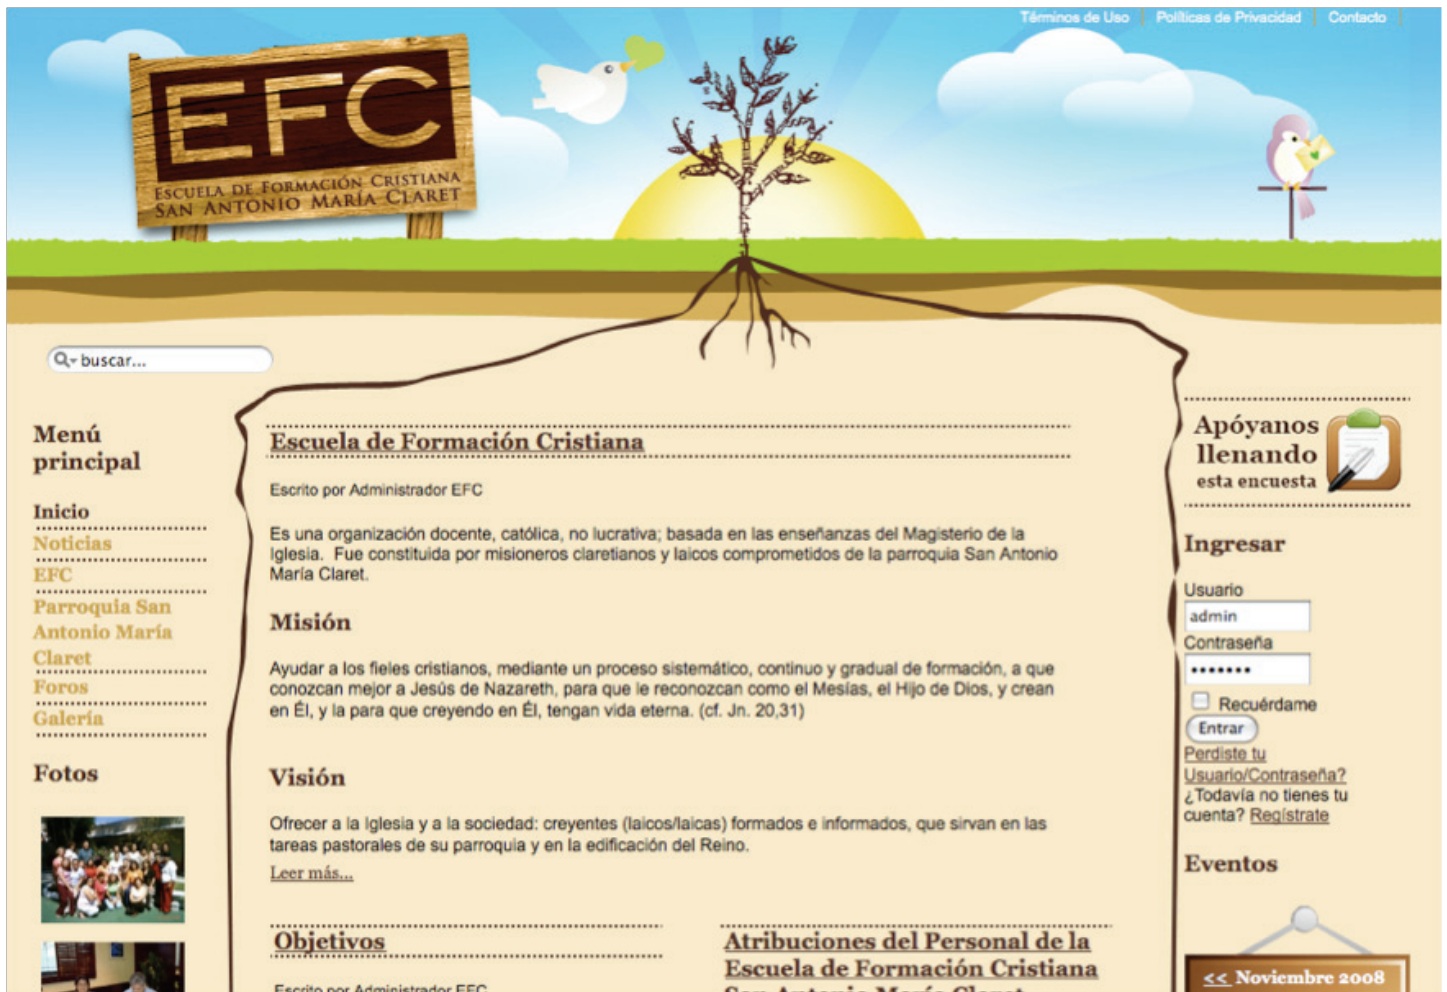 Términos de Uso
Políticas de Privacidad
Contacto
EFC
ESCUELA DE FORMACIÓN CRISTIANA
SAN ANTONIO MARÍA CLARET
buscar...
Menú
principal
Inicio
Noticias
EFC
Parroquia San
Antonio María
Claret
Foros
Galería
Fotos
Escuela de Formación Cristiana
Escrito por Administrador EFC
Es una organización docente, católica, no lucrativa; basada en las enseñanzas del Magisterio de la
Iglesia.  Fue constituida por misioneros claretianos y laicos comprometidos de la parroquia San Antonio
María Claret.
Misión
Ayudar a los fieles cristianos, mediante un proceso sistemático, continuo y gradual de formación, a que
conozcan mejor a Jesús de Nazareth, para que le reconozcan como el Mesías, el Hijo de Dios, y crean
en Él, y la para que creyendo en Él, tengan vida eterna. (cf. Jn. 20,31)
Visión
Ofrecer a la Iglesia y a la sociedad: creyentes (laicos/laicas) formados e informados, que sirvan en las
tareas pastorales de su parroquia y en la edificación del Reino.
Leer más...
Objetivos
Escrito por Administrador EFC
Atribuciones del Personal de la
Escuela de Formación Cristiana
San Antonio María Claret
Apóyanos
llenando
esta encuesta
Ingresar
Usuario
admin
Contraseña
•••••••
Recuérdame
Entrar
Perdiste tu
Usuario/Contraseña?
¿Todavía no tienes tu
cuenta? Regístrate
Eventos
<< Noviembre 2008